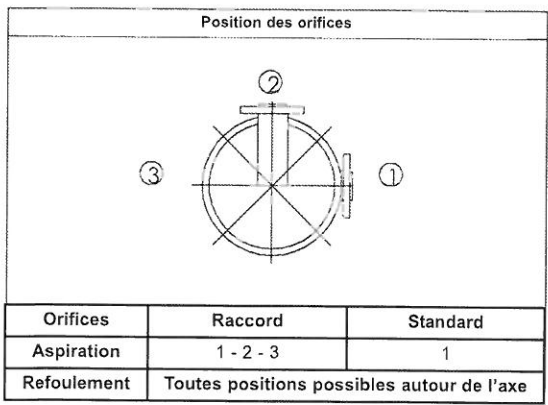 Position des orifices
2
3
1
Orifices Raccord Standard
Aspiration 1 - 2 - 3 1
Refoulement Toutes positions possibles autour de l'axe